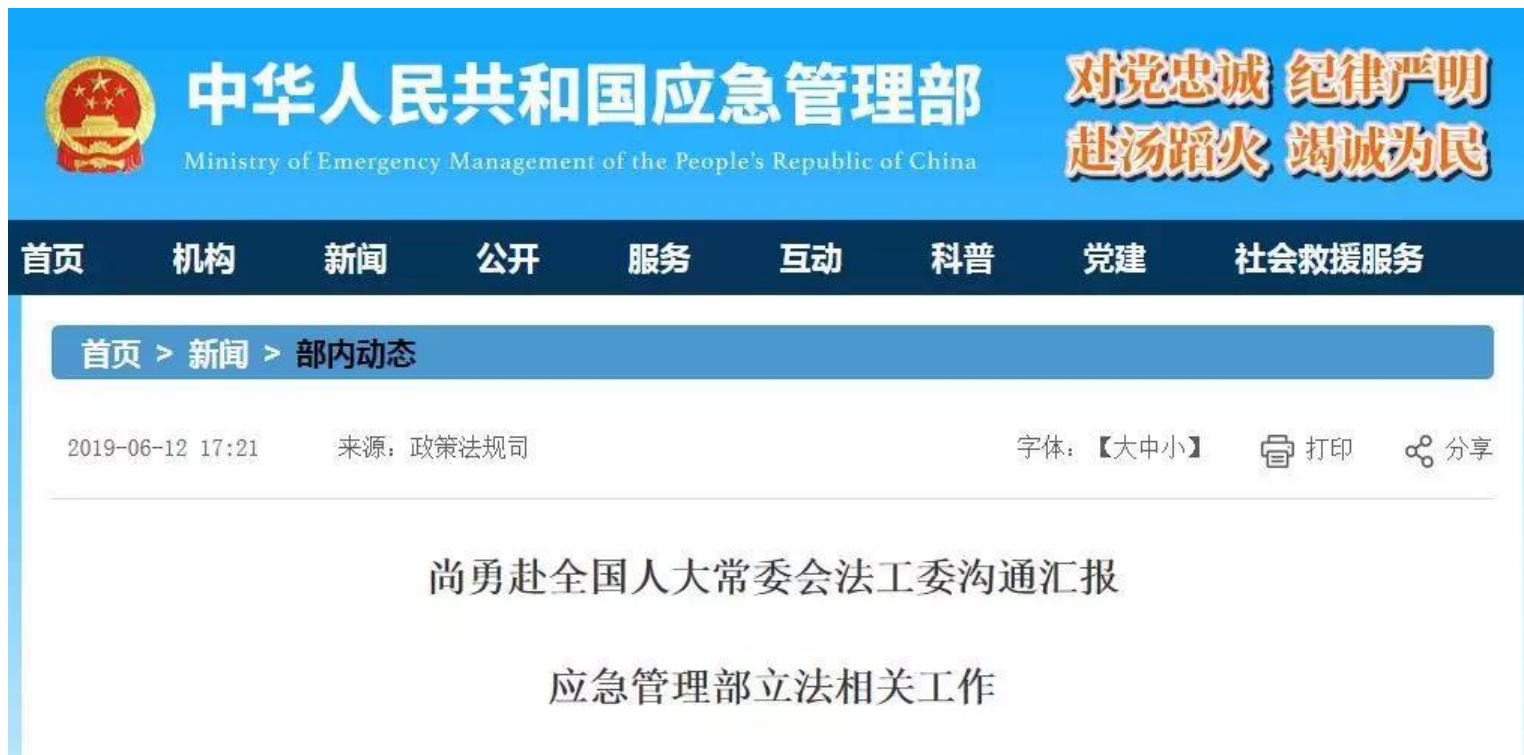 中华人民共和国应急管理部
Ministry of Emergency Management of the People's Republic of China
对党忠诚 纪律严明
赴汤蹈火 竭诚为民
首页 机构 新闻 公开 服务 互动 科普 党建 社会救援服务
首页 > 新闻 > 部内动态
2019-06-12 17:21 来源：政策法规司 字体：【大中小】 打印 分享
尚勇赴全国人大常委会法工委沟通汇报
应急管理部立法相关工作